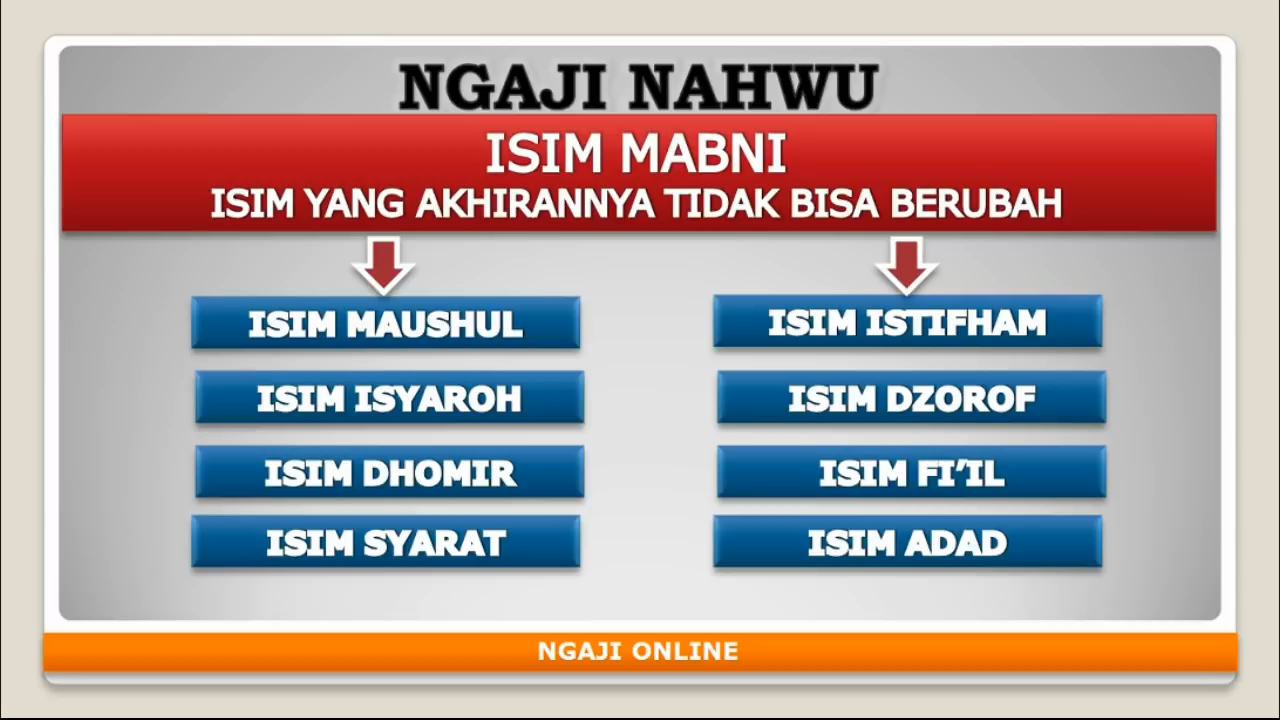 NGAJI NAHWU
ISIM MABNI
ISIM YANG AKHIRANNYA TIDAK BISA BERUBAH
ISIM MAUSHUL
ISIM ISYAROH
ISIM DHOMIR
ISIM SYARAT
ISIM ISTIFHAM
ISIM DZOROF
ISIM FI’IL
ISIM ADAD
NGAJI ONLINE